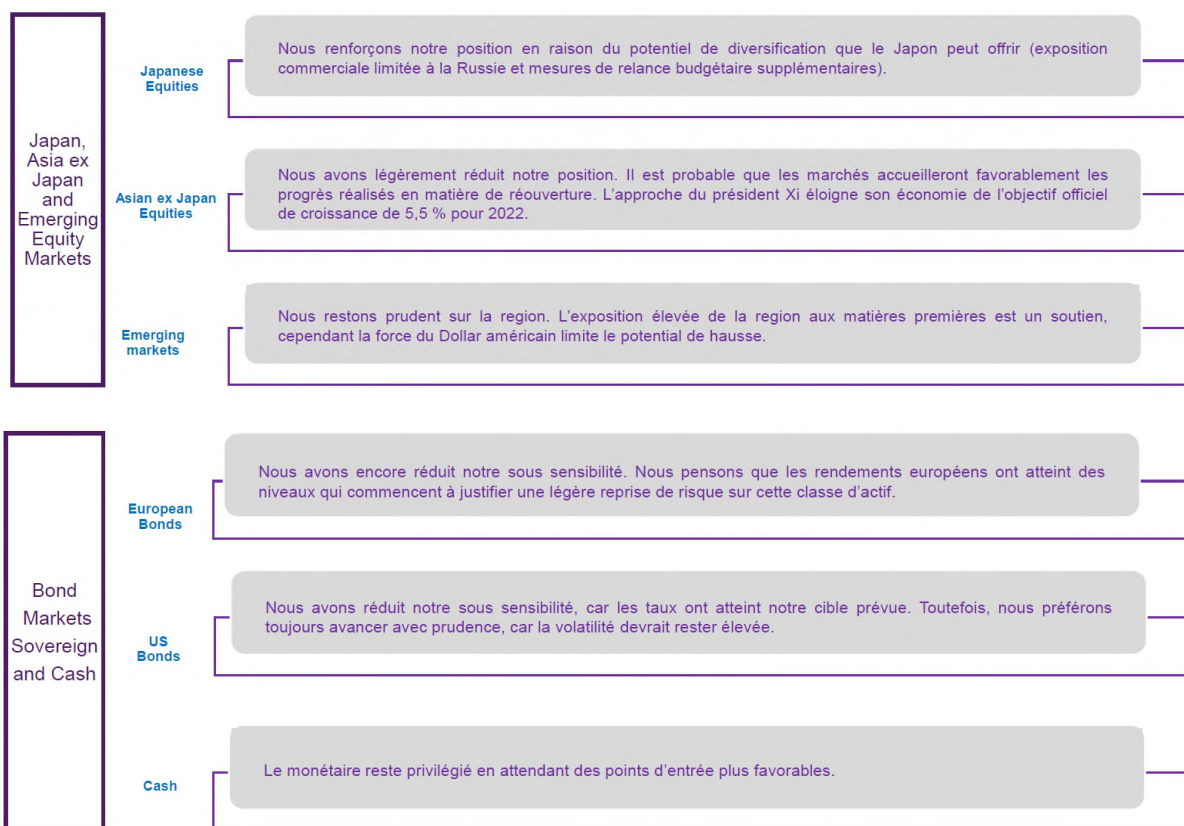 Japan,
Asia ex
Japan
and
Emerging
Equity
Markets
Japanese
Equities
Nous renforçons notre position en raison du potentiel de diversification que le Japon peut offrir (exposition
commerciale limitée à la Russie et mesures de relance budgétaire supplémentaires).
Asian ex Japan
Equities
Nous avons légèrement réduit notre position. Il est probable que les marchés accueilleront favorablement les
progrès réalisés en matière de réouverture. L’approche du président Xi éloigne son économie de l’objectif officiel
de croissance de 5,5 % pour 2022.
Emerging
markets
Nous restons prudent sur la region. L’exposition élevée de la region aux matières premières est un soutien,
cependant la force du Dollar américain limite le potential de hausse.
Bond
Markets
Sovereign
and Cash
European
Bonds
Nous avons encore réduit notre sous sensibilité. Nous pensons que les rendements européens ont atteint des
niveaux qui commencent à justifier une légère reprise de risque sur cette classe d’actif.
US
Bonds
Nous avons réduit notre sous sensibilité, car les taux ont atteint notre cible prévue. Toutefois, nous préférons
toujours avancer avec prudence, car la volatilité devrait rester élevée.
Cash
Le monétaire reste privilégié en attendant des points d’entrée plus favorables.